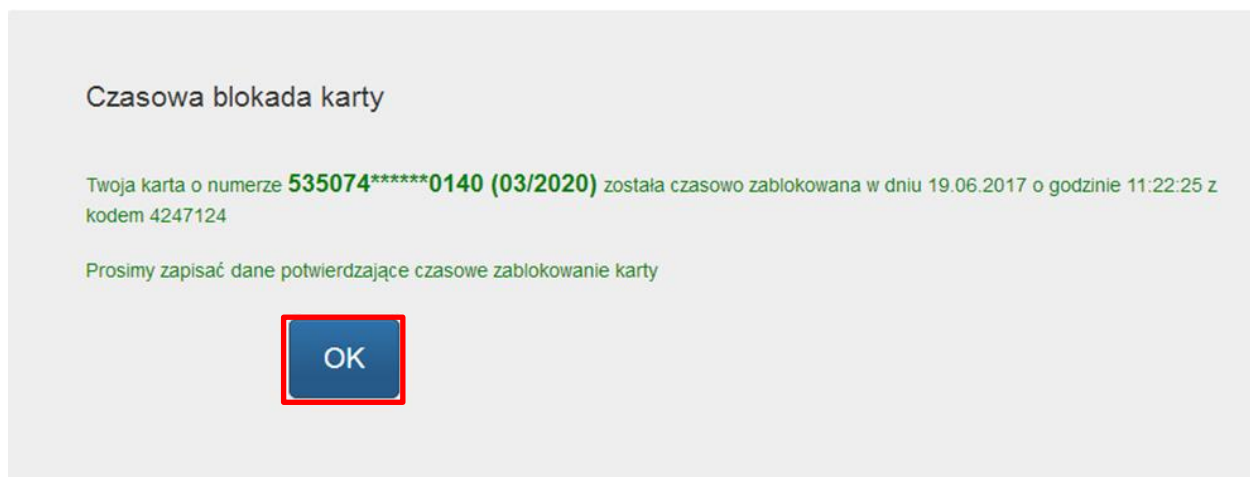 Czasowa blokada karty
Twoja karta o numerze 535074******0140 (03/2020) została czasowo zablokowana w dniu 19.06.2017 o godzinie 11:22:25 z
kodem 4247124
Prosimy zapisać dane potwierdzające czasowe zablokowanie karty
OK